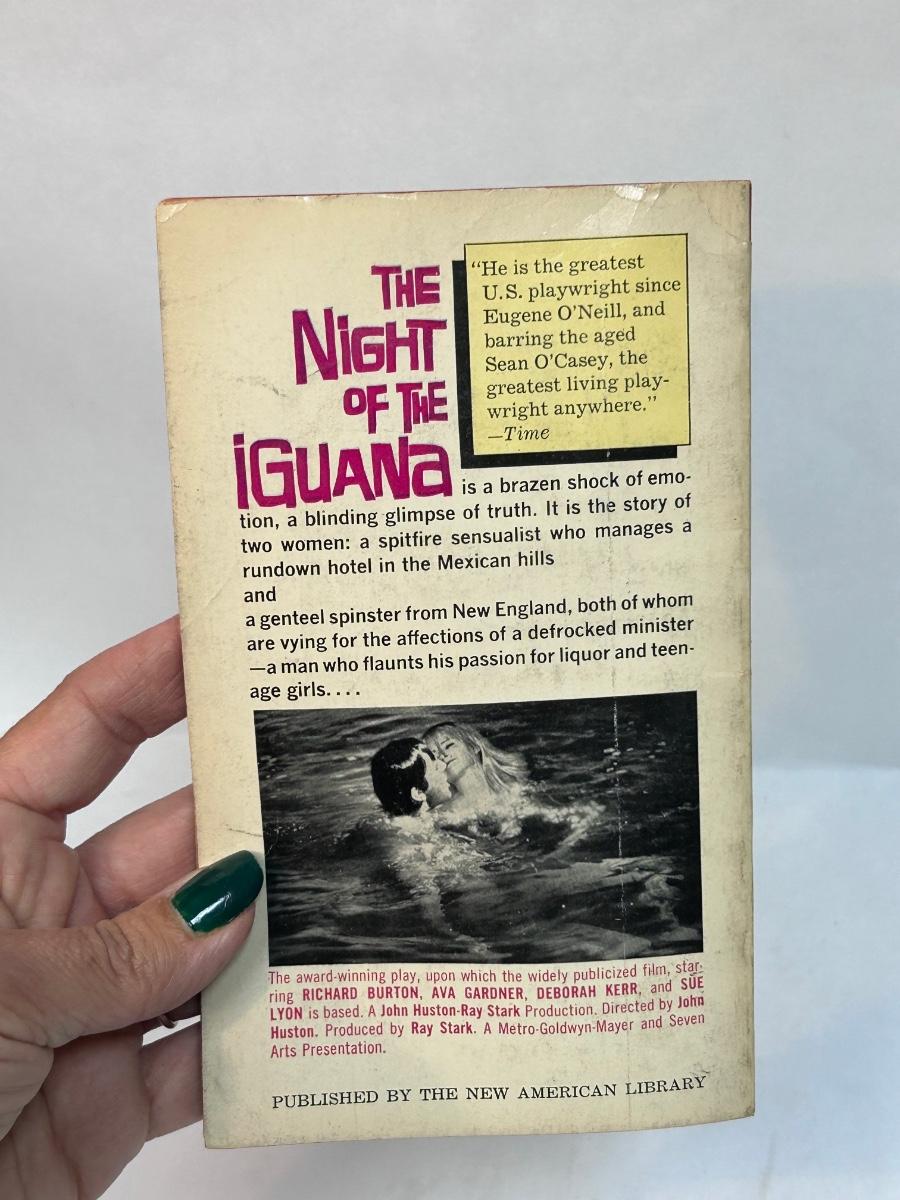 THE
NiGHT
OF THE
iGUANa
"He is the greatest
U.S. playwright since
Eugene O'Neill, and
barring the aged
Sean O'Casey, the
greatest living play-
wright anywhere."
—Time
is a brazen shock of emo-
tion, a blinding glimpse of truth. It is the story of
two women: a spitfire sensualist who manages a
rundown hotel in the Mexican hills
and
a genteel spinster from New England, both of whom
are vying for the affections of a defrocked minister
—a man who flaunts his passion for liquor and teen-
age girls. . . .
The award-winning play, upon which the widely publicized film, star-
ring RICHARD BURTON, AVA GARDNER, DEBORAH KERR, and SUE
LYON is based. A John Huston-Ray Stark Production. Directed by John
Huston. Produced by Ray Stark. A Metro-Goldwyn-Mayer and Seven
Arts Presentation.
PUBLISHED BY THE NEW AMERICAN LIBRARY